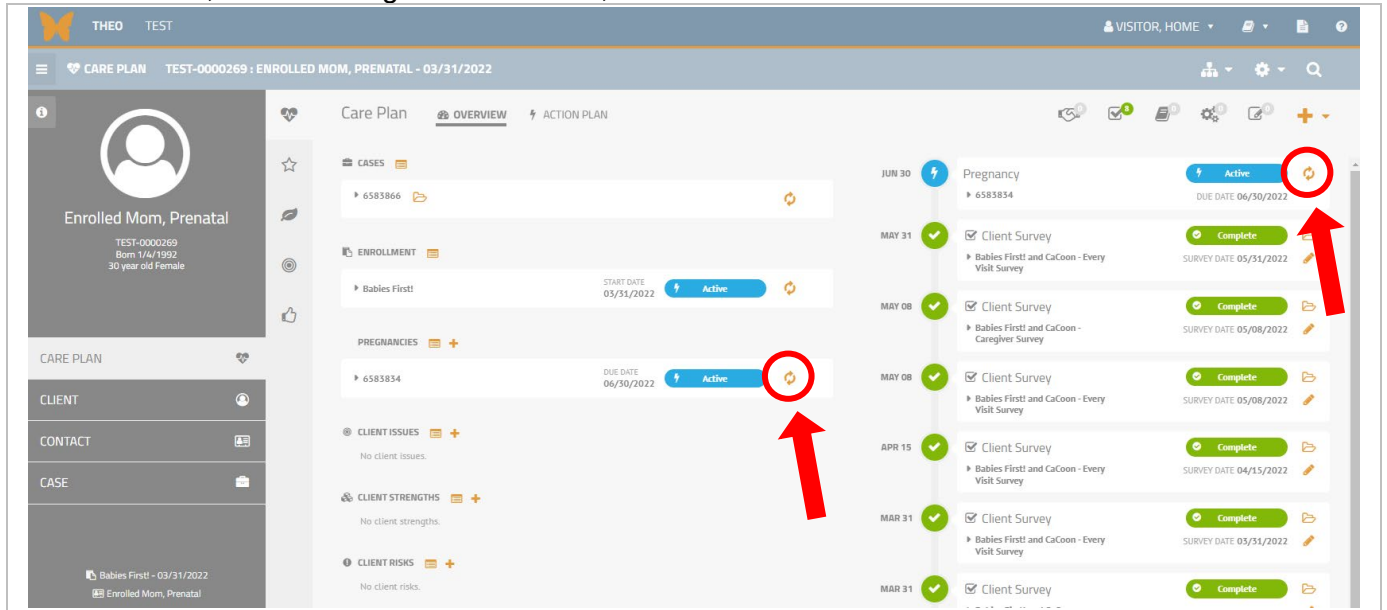 THEO TEST
VISITOR, HOME
CARE PLAN TEST-0000269 : ENROLLED MOM, PRENATAL - 03/31/2022
Enrolled Mom, Prenatal
TEST-0000269
Born 1/4/1992
30 year old Female
CARE PLAN
CLIENT
CONTACT
CASE
Babies First! - 03/31/2022
Enrolled Mom, Prenatal
Care Plan OVERVIEW ACTION PLAN
CASES
6583866
ENROLLMENT
Babies First!
START DATE
03/31/2022
Active
PREGNANCIES
6583834
DUE DATE
06/30/2022
Active
CLIENT ISSUES
No client issues.
CLIENT STRENGTHS
No client strengths.
CLIENT RISKS
No client risks.
JUN 30
Pregnancy
Active
6583834
DUE DATE 06/30/2022
MAY 31
Client Survey
Complete
Babies First! and CaCoon - Every
Visit Survey
SURVEY DATE 05/31/2022
MAY 08
Client Survey
Complete
Babies First! and CaCoon -
Caregiver Survey
SURVEY DATE 05/08/2022
MAY 08
Client Survey
Complete
Babies First! and CaCoon - Every
Visit Survey
SURVEY DATE 05/08/2022
APR 15
Client Survey
Complete
Babies First! and CaCoon - Every
Visit Survey
SURVEY DATE 04/15/2022
MAR 31
Client Survey
Complete
Babies First! and CaCoon - Every
Visit Survey
SURVEY DATE 03/31/2022
MAR 31
Client Survey
Complete